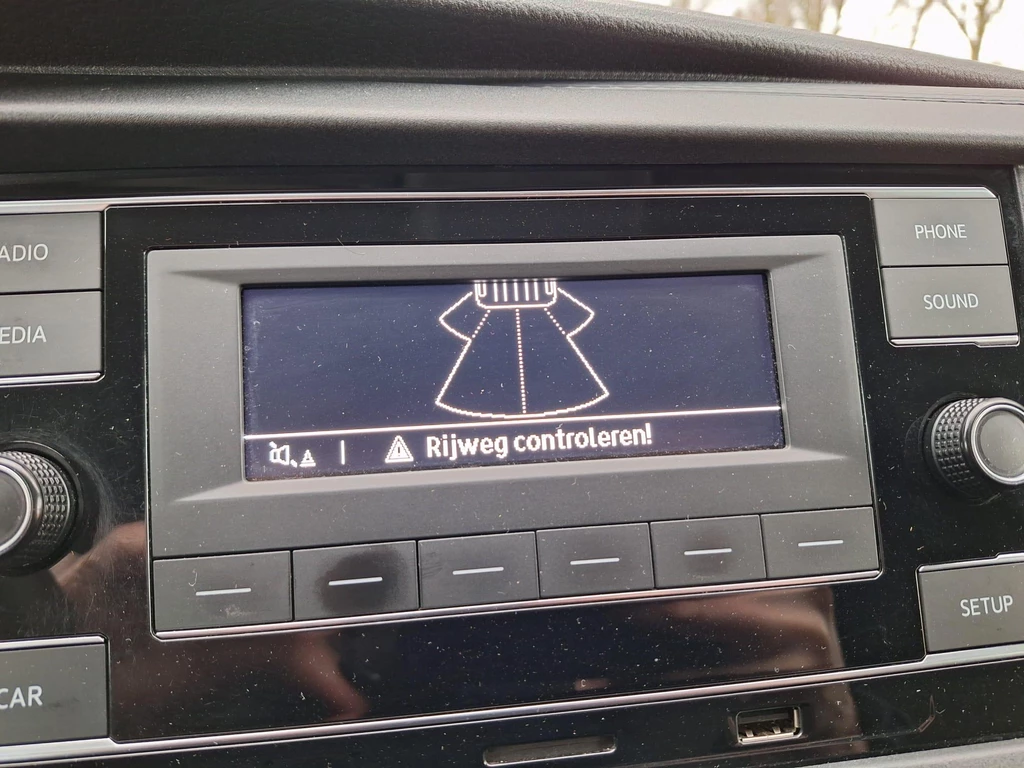 ADIO
EDIA
PHONE
SOUND
Rijweg controleren!
SETUP
CAR